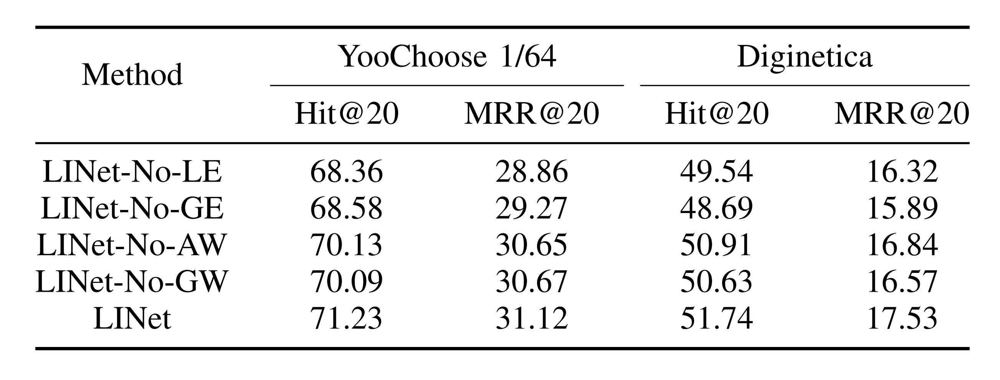 Method YooChoose 1/64 Diginetica
Hit@20 MRR@20 Hit@20 MRR@20
LINet-No-LE 68.36 28.86 49.54 16.32
LINet-No-GE 68.58 29.27 48.69 15.89
LINet-No-AW 70.13 30.65 50.91 16.84
LINet-No-GW 70.09 30.67 50.63 16.57
LINet 71.23 31.12 51.74 17.53